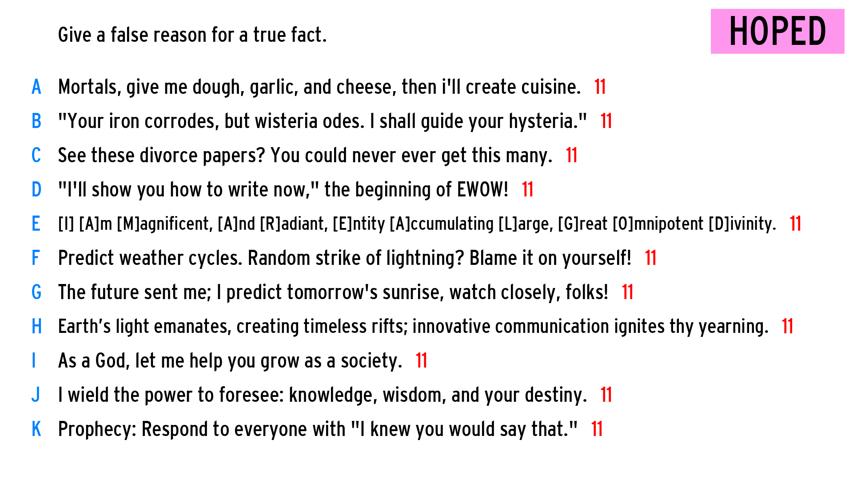 Give a false reason for a true fact.
HOPED
A Mortals, give me dough, garlic, and cheese, then i'll create cuisine. 11
B "Your iron corrodes, but wisteria odes. I shall guide your hysteria." 11
C See these divorce papers? You could never ever get this many. 11
D "I'll show you how to write now," the beginning of EWOW! 11
E [I] [A]m [M]agnificent, [A]nd [R]adiant, [E]ntity [A]ccumulating [L]arge, [G]reat [O]mnipotent [D]ivinity. 11
F Predict weather cycles. Random strike of lightning? Blame it on yourself! 11
G The future sent me; I predict tomorrow's sunrise, watch closely, folks! 11
H Earth’s light emanates, creating timeless rifts; innovative communication ignites thy yearning. 11
I As a God, let me help you grow as a society. 11
J I wield the power to foresee: knowledge, wisdom, and your destiny. 11
K Prophecy: Respond to everyone with "I knew you would say that." 11